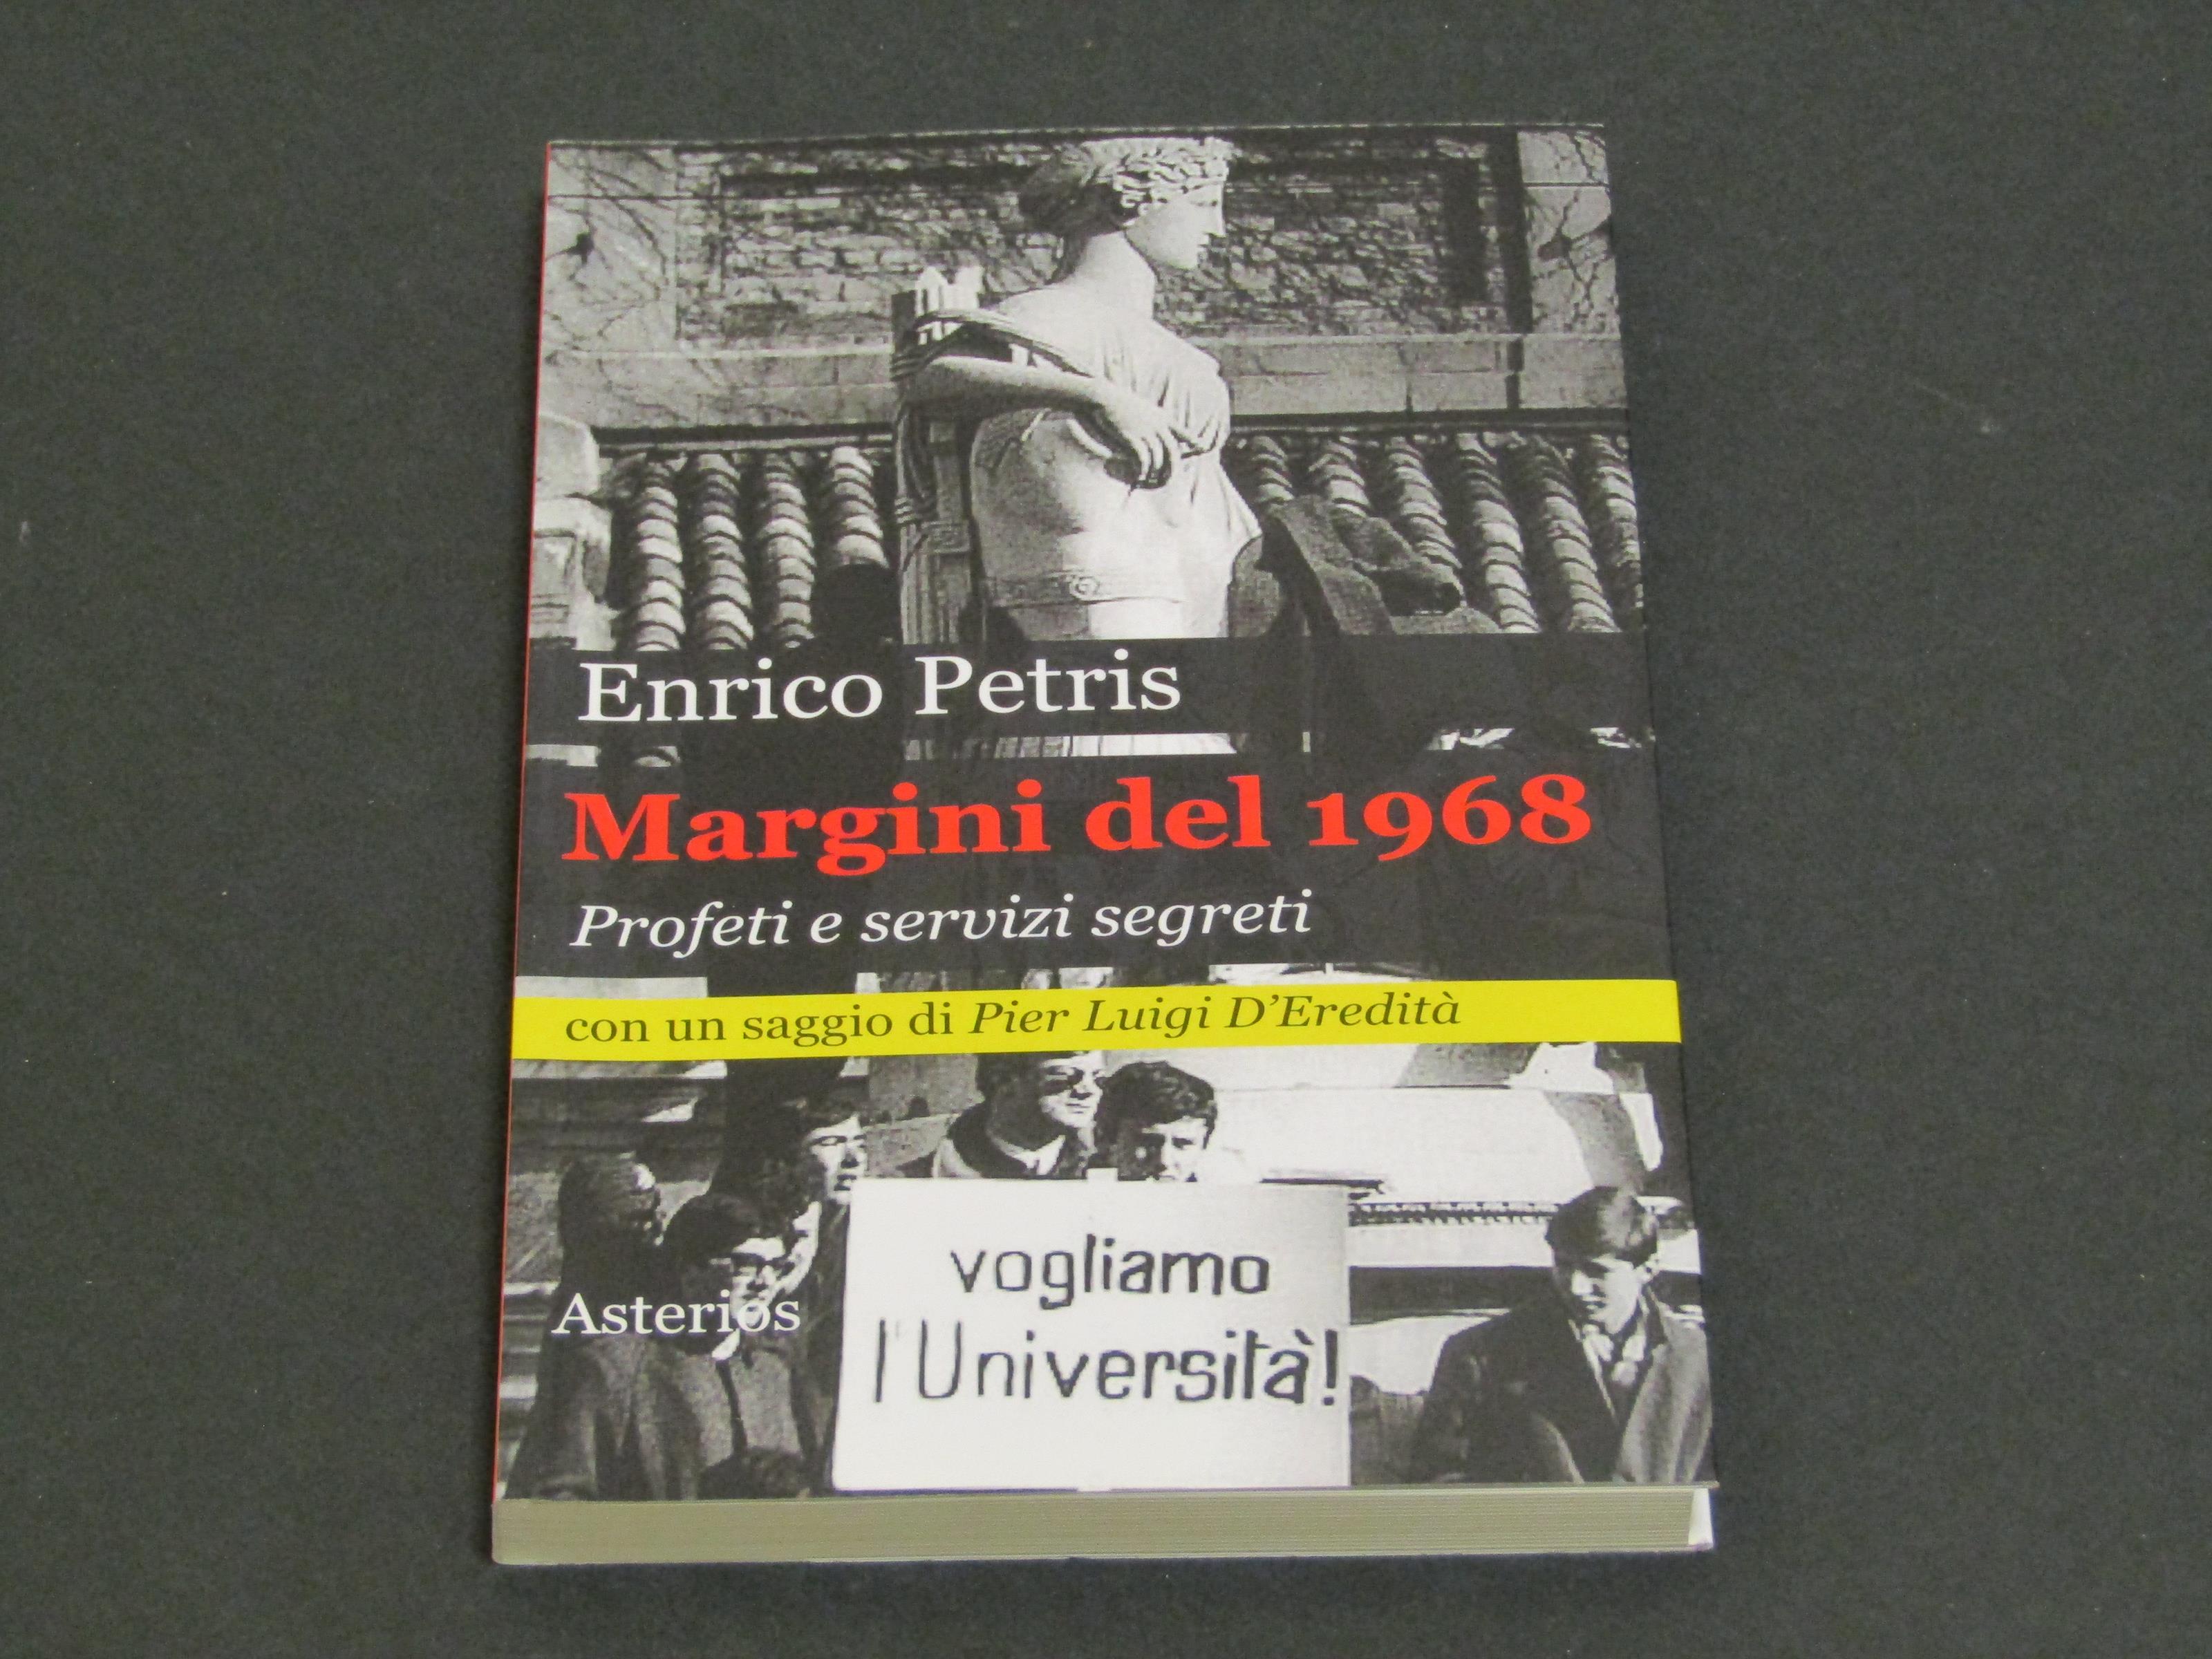 Enrico Petris
Margini del 1968
Profeti e servizi segreti
con un saggio di Pier Luigi D'Eredità
Asterios
vogliamo
l'Università!